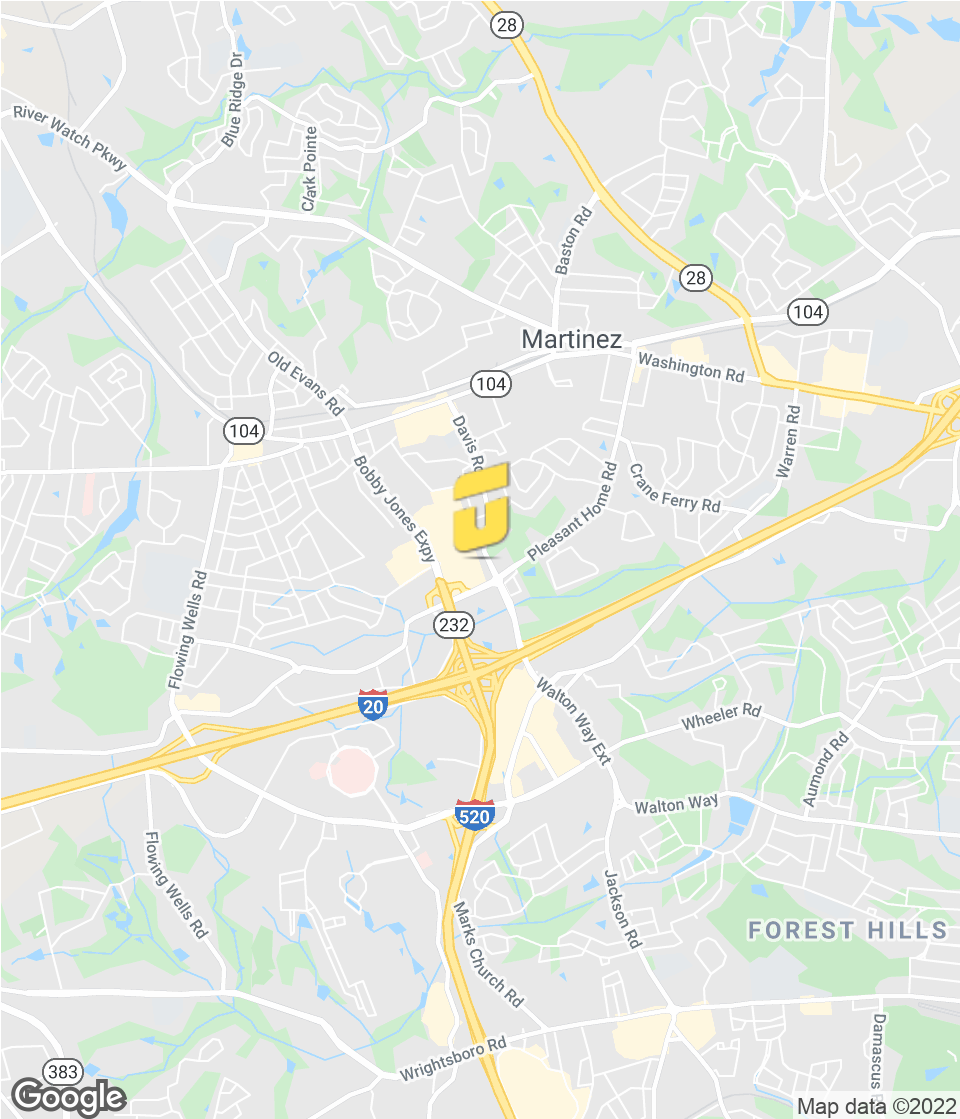 28
River Watch Pkwy
Blue Ridge Dr
Clark Pointe
Baston Rd
28
104
Martinez
Washington Rd
Old Evans Rd
104
104
Davis Rd
Warren Rd
Bobby Jones Expy
Crane Ferry Rd
Pleasant Home Rd
Flowing Wells Rd
232
20
Walton Way Ext
Wheeler Rd
Aumond Rd
520
Walton Way
Flowing Wells Rd
Jackson Rd
Marks Church Rd
FOREST HILLS
Wrightsboro Rd
Damascus
383
Google
Map data ©2022